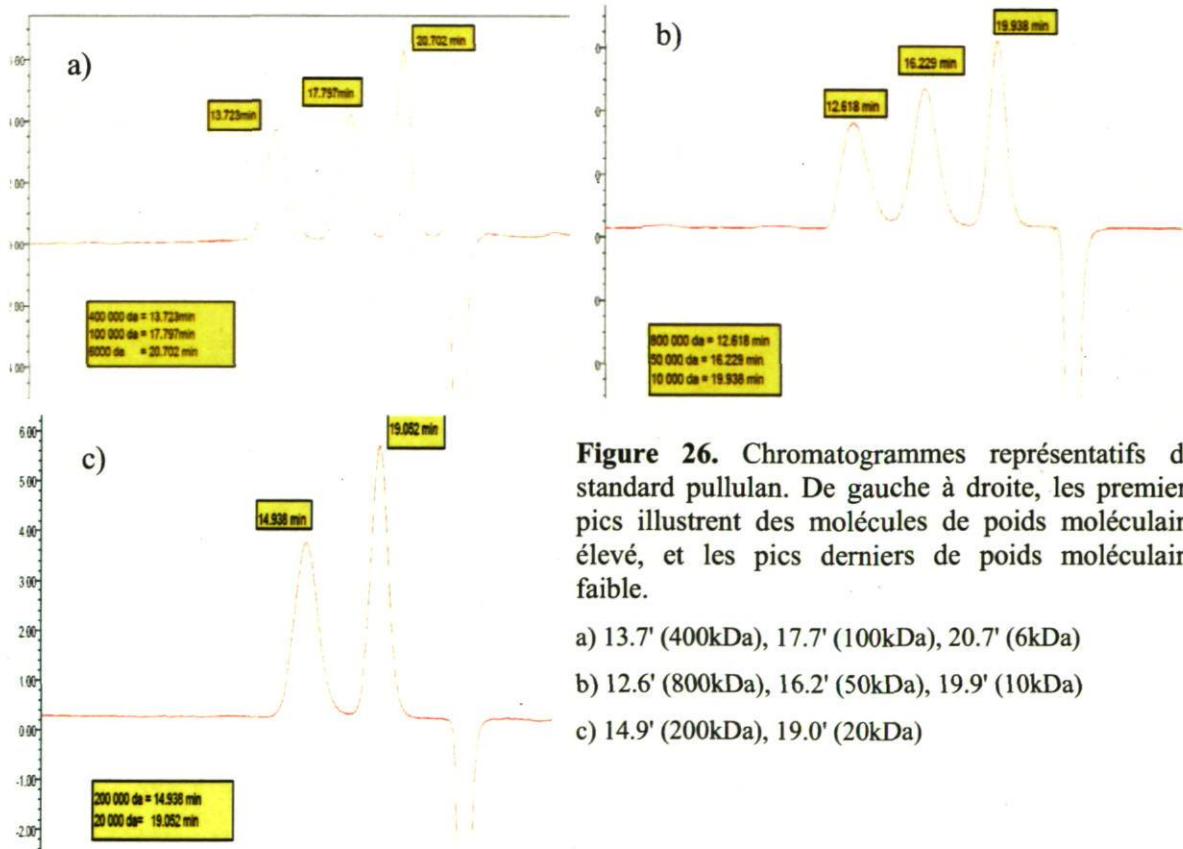 a)
13.723min
17.797min
20.702 min
400 000 da = 13.723min
100 000 da = 17.797min
6000 da = 20.702 min
b)
12.618 min
16.229 min
19.938 min
800 000 da = 12.618 min
50 000 da = 16.229 min
10 000 da = 19.938 min
c)
6.00
5.00
4.00
3.00
2.00
1.00
0.00
-1.00
-2.00
14.938 min
19.052 min
200 000 da = 14.938 min
20 000 da= 19.052 min
Figure 26. Chromatogrammes représentatifs d
standard pullulan. De gauche à droite, les premier
pics illustrent des molécules de poids moléculair
élevé, et les pics derniers de poids moléculair
faible.
a) 13.7' (400kDa), 17.7' (100kDa), 20.7' (6kDa)
b) 12.6' (800kDa), 16.2' (50kDa), 19.9' (10kDa)
c) 14.9' (200kDa), 19.0' (20kDa)